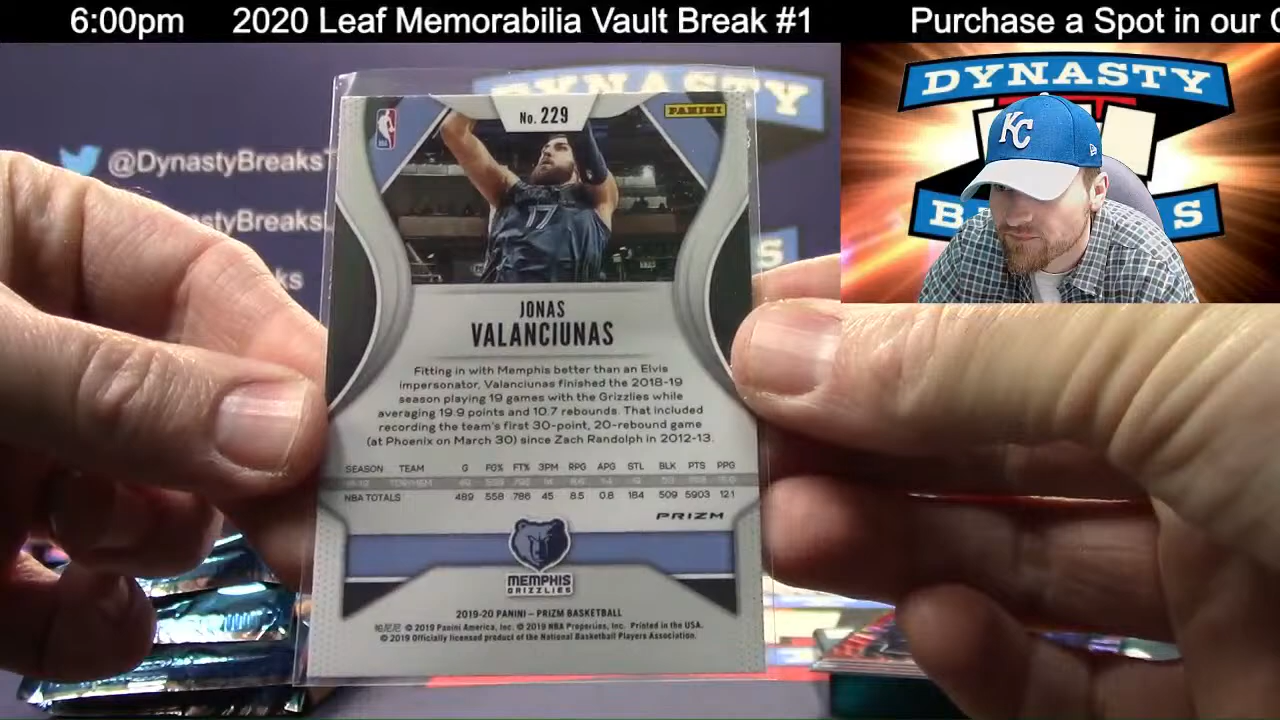 6:00pm 2020 Leaf Memorabilia Vault Break #1 Purchase a Spot in our
DYNASTY
KC
@DynastyBreaks
No. 229
PANINI
17
JONAS
VALANCIUNAS
Fitting in with Memphis better than an Elvis
impersonator, Valanciunas finished the 2018-19
season playing 19 games with the Grizzlies while
averaging 19.9 points and 10.7 rebounds. That included
recording the team's first 30-point, 20-rebound game
(at Phoenix on March 30) since Zach Randolph in 2012-13.
SEASON TEAM G FG% FT% 3PM RPG APG STL BLK PTS PPG
NBA TOTALS 489 558 786 45 8.5 0.8 184 509 5903 12.1
PRIZM
MEMPHIS
GRIZZLIES
2019-20 PANINI – PRIZM BASKETBALL
帕尼尼 © 2019 Panini America, Inc. © 2019 NBA Properties, Inc. Printed in the USA.
© 2019 Officially licensed product of the National Basketball Players Association.